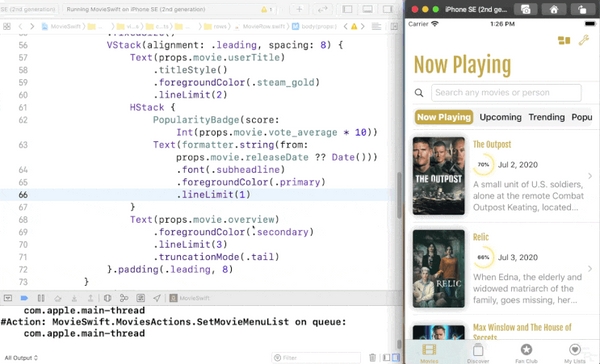 SE (2nd generation)
Running MovieSwift on iPhone SE (2nd generation)
1
MovieSwift
rows
MovieRow.swift
body(props:)
56
VStack(alignment: .leading, spacing: 8) {
57
Text(props.movie.userTitle)
58
.titleStyle()
59
.foregroundColor(.steam_gold)
60
.lineLimit(2)
61
HStack {
62
PopularityBadge(score:
Int(props.movie.vote_average * 10))
63
Text(formatter.string(from:
props.movie.releaseDate ?? Date()))
64
.font(.subheadline)
65
.foregroundColor(.primary)
66
.lineLimit(1)
67
}
68
Text(props.movie.overview)
69
.foregroundColor(.secondary)
70
.lineLimit(3)
71
.truncationMode(.tail)
72
}.padding(.leading, 8)
73
}
MovieSwift
com.apple.main-thread
#Action: MovieSwift.MoviesActions.SetMovieMenuList on queue:
com.apple.main-thread
All Output
Filter
iPhone SE (2nd ge...
Carrier
1:26 PM
Now Playing
Search any movies or person
Now Playing
Upcoming
Trending
Popu
THE OUTPOST
The Outpost
70%
Jul 2, 2020
A small unit of U.S. soldiers,
alone at the remote Combat
Outpost Keating, located...
RELIC
Relic
66%
Jul 3, 2020
When Edna, the elderly and
widowed matriarch of the
family, goes missing, her...
Max Winslow and The House of
Secrets
Movies
Discover
Fan Club
My Lists